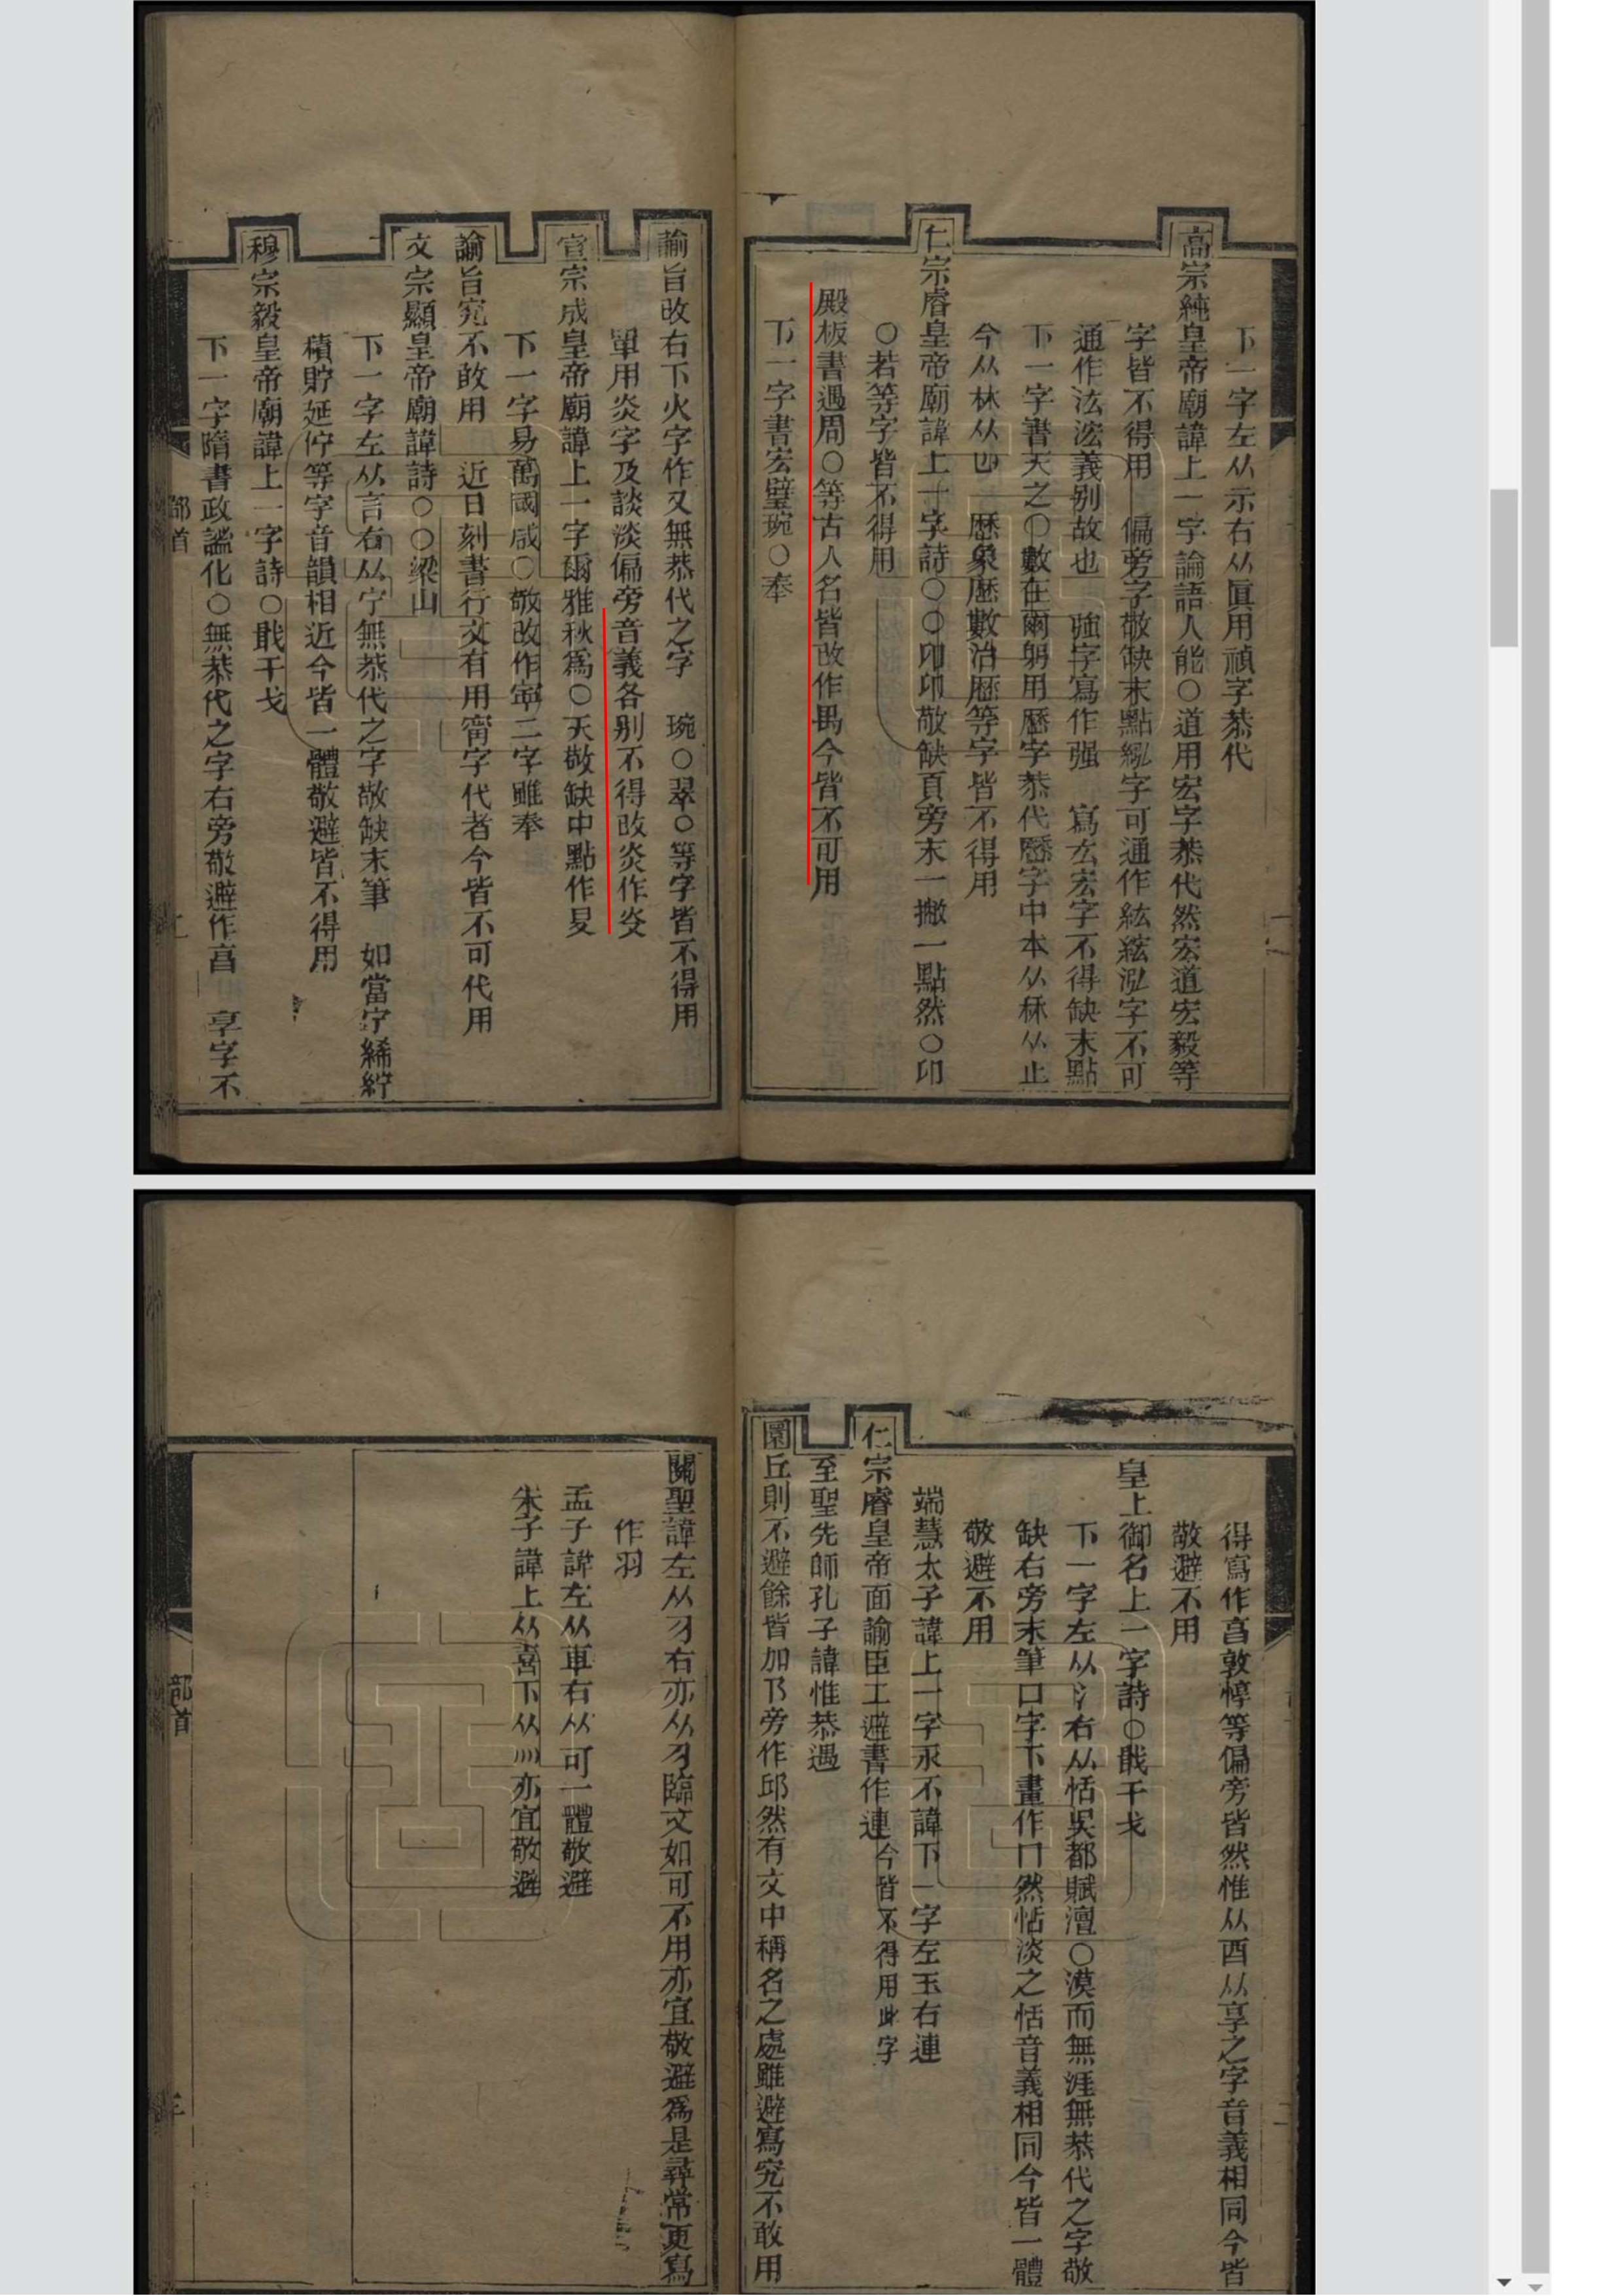 下一字左从示右从眞用禎字恭代
高宗純皇帝廟諱上一字論語人能○道用宏字恭代然宏道宏毅等
字皆不得用　偏旁字敬缺末點綛字可通作紘綋泓字不可
通作汯浤義别故也　強字寫作强　寫厷宏字不得缺末點
下一字書天之○數在爾躬用厯字恭代厯字中本从秝从止
今从林从　　厯象厯數治厯等字皆不得用
仁宗睿皇帝廟諱上一字詩○○卬卬敬缺頁旁末一撇一點然○卬
○若等字皆不得用
殿板書遇周○等古人名皆改作　今皆不可用
下一字書宏璧琬○奉
諭旨改右下火字作又無恭代之字　琬○翠○等字皆不得用
單用炎字及談淡偏旁音義各别不得改炎作㷋
宣宗成皇帝廟諱上一字爾雅秋爲○天敬缺中點作旻
下一字易萬國咸○敬改作寧二字雖奉
諭旨究不敢用　近日刻書行文有用甯字代者今皆不可代用
文宗顯皇帝廟諱詩○○梁山
下一字左从言右从宁無恭代之字敬缺末筆　如當宁絺紵
積貯延佇等字音韻相近今皆一體敬避皆不得用
穆宗毅皇帝廟諱上一字詩○戢干戈
下一字隋書政謐化○無恭代之字右旁敬避作㐭　享字不
部首
得寫作㐭敦惇等偏旁皆然惟从酉从享之字音義相同今皆
敬避不用
皇上御名上一字詩○戢干戈
下一字左从氵右从恬吳都賦澶○漠而無涯無恭代之字敬
缺右旁末筆口字下畫作冂然恬淡之恬音義相同今皆一體
敬避不用
端慧太子諱上一字永不諱下一字左玉右連
仁宗睿皇帝面諭臣工避書作連今皆不得用此字
至聖先師孔子諱惟恭遇
圜丘則不避餘皆加阝旁作邱然有文中稱名之處雖避寫究不敢用
關聖諱左从习右亦从习臨文如可不用亦宜敬避爲是尋常更寫
作羽
孟子諱左从車右从可一體敬避
朱子諱上从喜下从灬亦宜敬避
部首
三